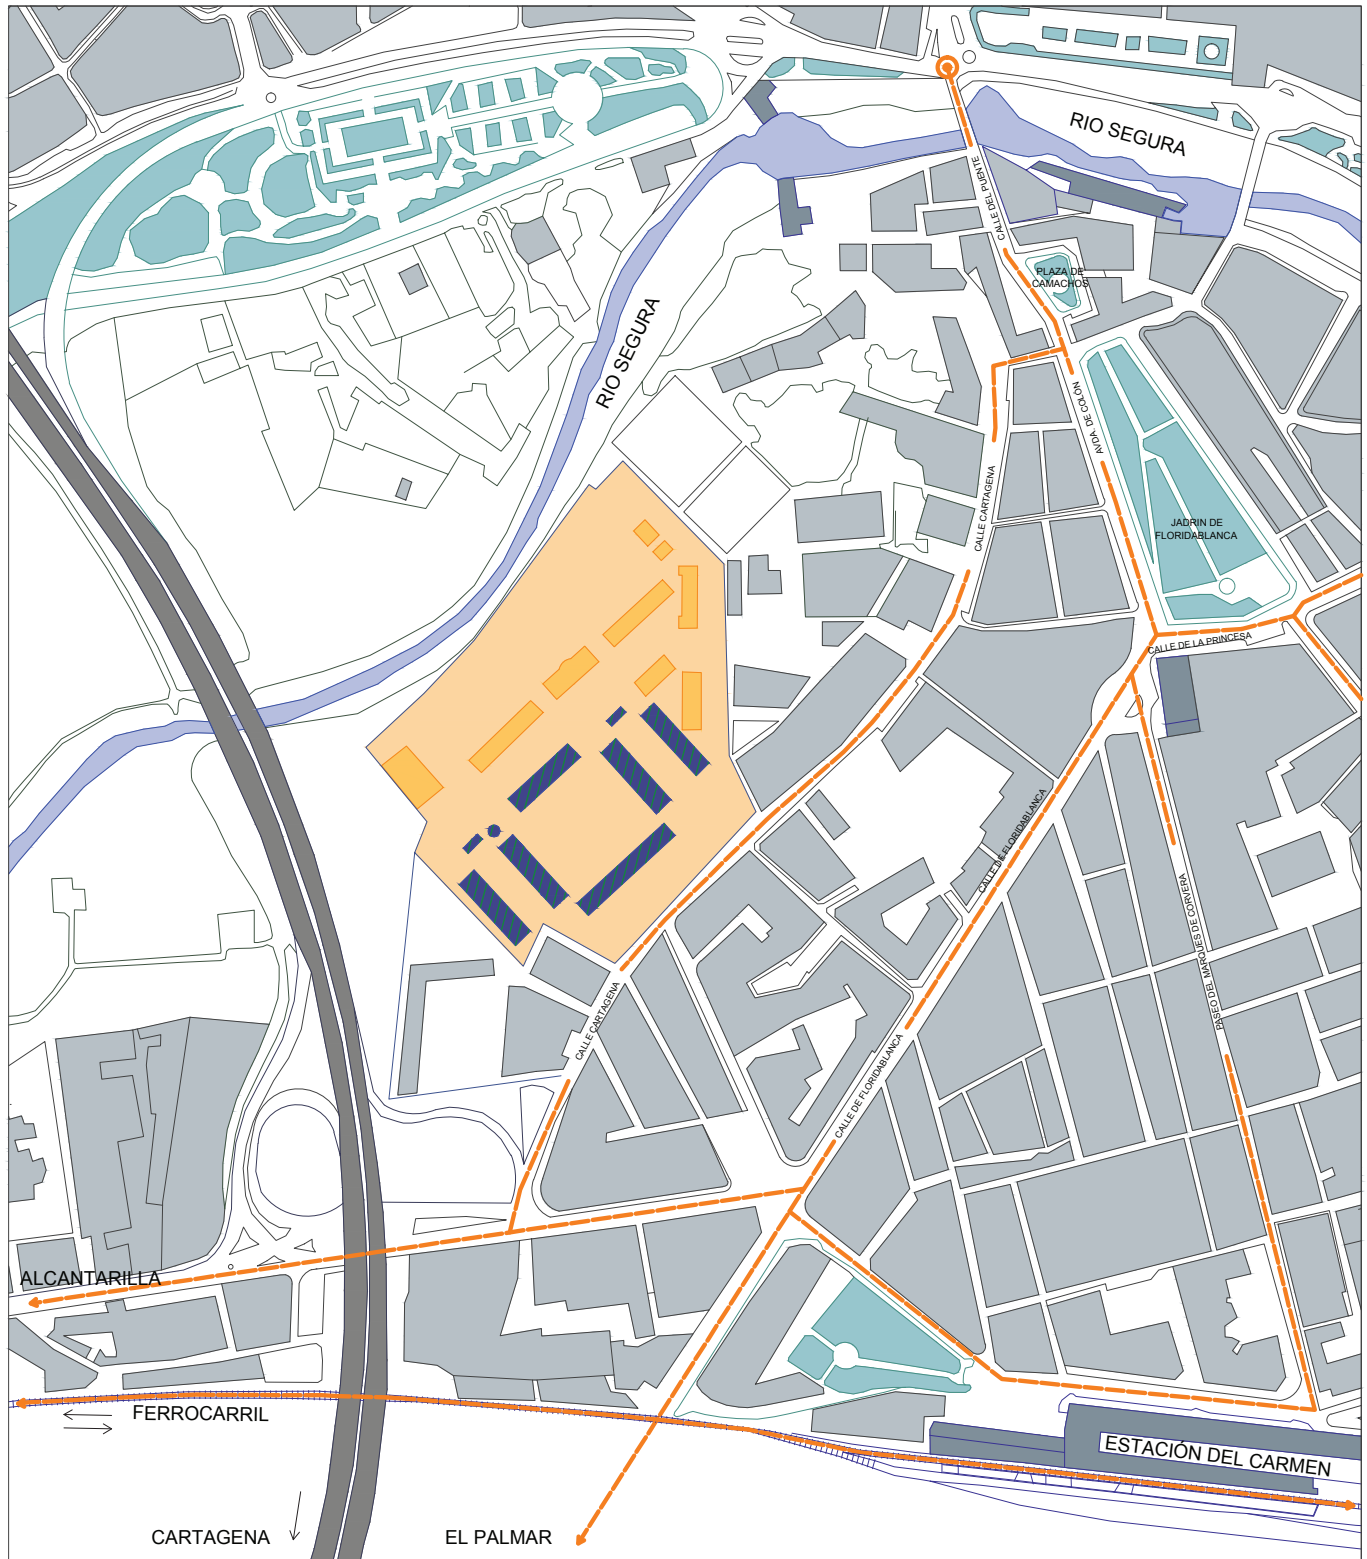 RIO SEGURA
CALLE DEL PUENTE
PLAZA DE
CAMACHOS
RIO SEGURA
AVDA. DE COLÓN
CALLE CARTAGENA
JADRIN DE
FLORIDABLANCA
CALLE DE LA PRINCESA
CALLE DE FLORIDABLANCA
PASEO DEL MARQUES DE CORVERA
CALLE CARTAGENA
CALLE DE FLORIDABLANCA
ALCANTARILLA
FERROCARRIL
ESTACIÓN DEL CARMEN
CARTAGENA
EL PALMAR